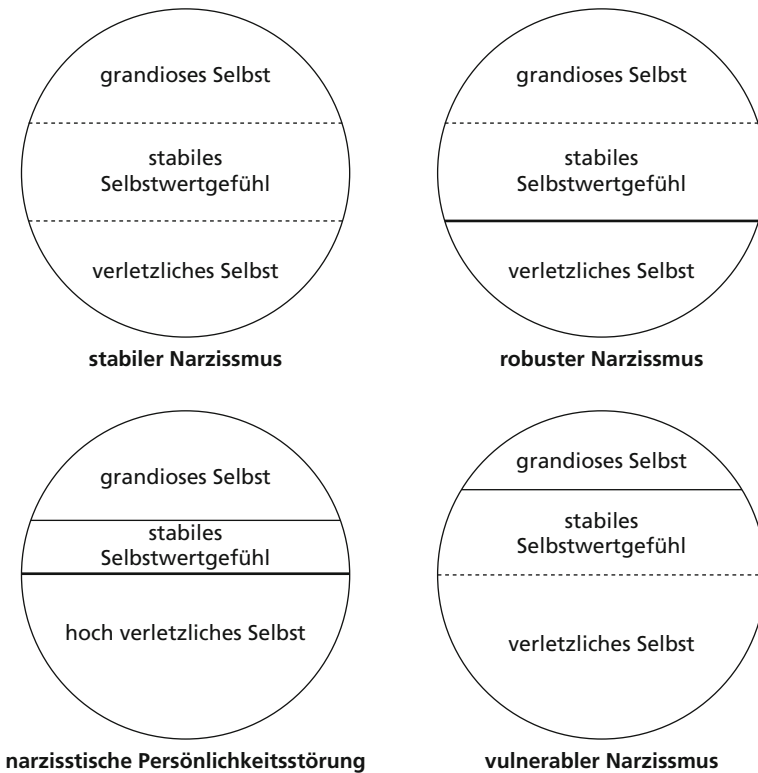 grandioses Selbst
stabiles
Selbstwertgefühl
verletzliches Selbst
stabiler Narzissmus
grandioses Selbst
stabiles
Selbstwertgefühl
verletzliches Selbst
robuster Narzissmus
grandioses Selbst
stabiles
Selbstwertgefühl
hoch verletzliches Selbst
narzisstische Persönlichkeitsstörung
grandioses Selbst
stabiles
Selbstwertgefühl
verletzliches Selbst
vulnerabler Narzissmus